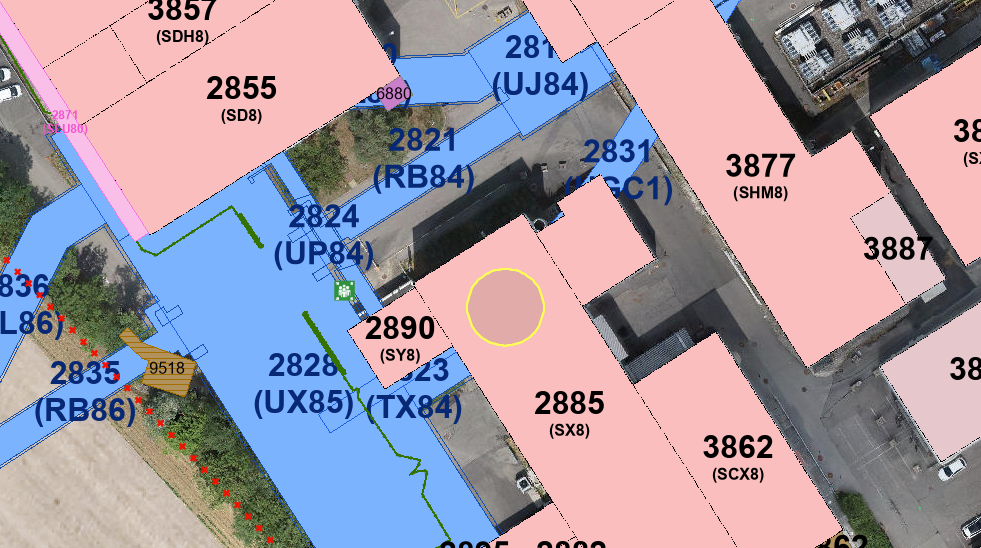 3857
(SDH8)
2855
(SD8)
6880
(UJ84)
2871
(SLU80)
2821
(RB84)
2831
3877
(SHM8)
2824
(UP84)
3887
2890
(SY8)
9518
2828
(UX85)
(TX84)
2835
(RB86)
2885
(SX8)
3862
(SCX8)